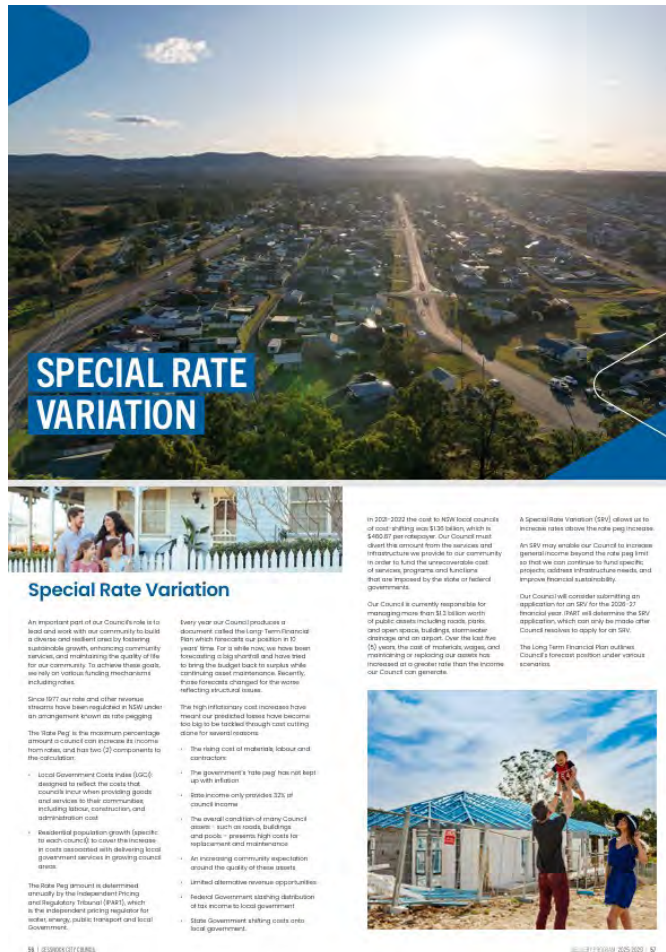 SPECIAL RATE
VARIATION
Special Rate Variation
An important part of our Council's role is to
lead and work with our community to build
a diverse and resilient area by fostering
sustainable growth, enhancing community
services, and maintaining the quality of life
for our community. To achieve these goals,
we rely on various funding mechanisms
including rates.
Since 1977 our rate and other revenue
streams have been regulated in NSW under
an arrangement known as rate pegging.
The 'Rate Peg' is the maximum percentage
amount a council can increase its income
from rates, and has two (2) components to
the calculation:
• Local Government Costs Index (LGCI):
designed to reflect the costs that
councils incur when providing goods
and services to their communities,
including labour, construction, and
administration cost
• Residential population growth (specific
to each council): to cover the increase
in costs associated with delivering local
government services in growing council
areas.
The Rate Peg amount is determined
annually by the Independent Pricing
and Regulatory Tribunal (IPART), which
is the independent pricing regulator for
water, energy, public transport and local
Government.
Every year our Council produces a
document called the Long-Term Financial
Plan which forecasts our position in 10
years' time. For a while now, we have been
forecasting a big shortfall and have tried
to bring the budget back to surplus while
continuing asset maintenance. Recently,
those forecasts changed for the worse
reflecting structural issues.
The high inflationary cost increases have
meant our predicted losses have become
too big to be tackled through cost cutting
alone for several reasons:
• The rising cost of materials, labour and
contractors
• The government's 'rate peg' has not kept
up with inflation
• Rate income only provides 32% of
council income
• The overall condition of many Council
assets - such as roads, buildings
and pools - presents high costs for
replacement and maintenance
• An increasing community expectation
around the quality of these assets
• Limited alternative revenue opportunities
• Federal Government slashing distribution
of tax income to local government
• State Government shifting costs onto
local government.
In 2021-2022 the cost to NSW local councils
of cost-shifting was $1.36 billion, which is
$460.67 per ratepayer. Our Council must
divert this amount from the services and
infrastructure we provide to our community
in order to fund the unrecoverable cost
of services, programs and functions
that are imposed by the state or federal
governments.
Our Council is currently responsible for
managing more than $1.2 billion worth
of public assets including roads, parks,
and open space, buildings, stormwater
drainage and an airport. Over the last five
(5) years, the cost of materials, wages, and
maintaining or replacing our assets has
increased at a greater rate than the income
our Council can generate.
A Special Rate Variation (SRV) allows us to
increase rates above the rate peg increase.
An SRV may enable our Council to increase
general income beyond the rate peg limit
so that we can continue to fund specific
projects, address infrastructure needs, and
improve financial sustainability.
Our Council will consider submitting an
application for an SRV for the 2026-27
financial year. IPART will determine the SRV
application, which can only be made after
Council resolves to apply for an SRV.
The Long Term Financial Plan outlines
Council's forecast position under various
scenarios.
56 | CESSNOCK CITY COUNCIL
DELIVERY PROGRAM 2025-2029 | 57